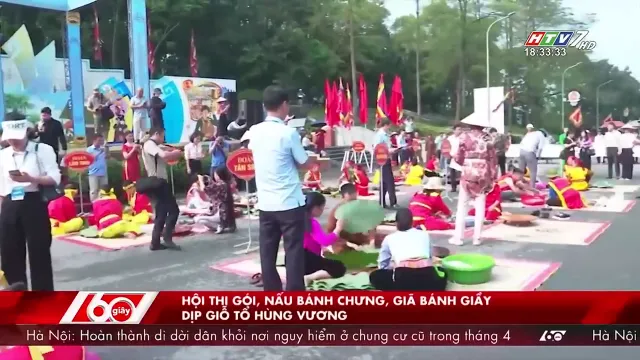 HTV7 HD
18:33:33
ĐOÀN
HỘI THI GÓI, NẤU BÁNH CHƯNG, GIÃ BÁNH GIẦY
DỊP GIỖ TỔ HÙNG VƯƠNG
60 giây
Hà Nội: Hoàn thành di dời dân khỏi nơi nguy hiểm ở chung cư cũ trong tháng 4
60